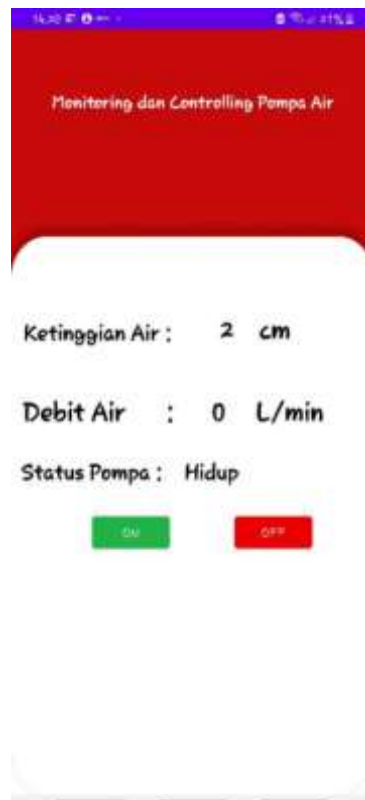 Monitoring dan Controlling Pompa Air
Ketinggian Air : 2 cm
Debit Air : 0 L/min
Status Pompa : Hidup
ON OFF